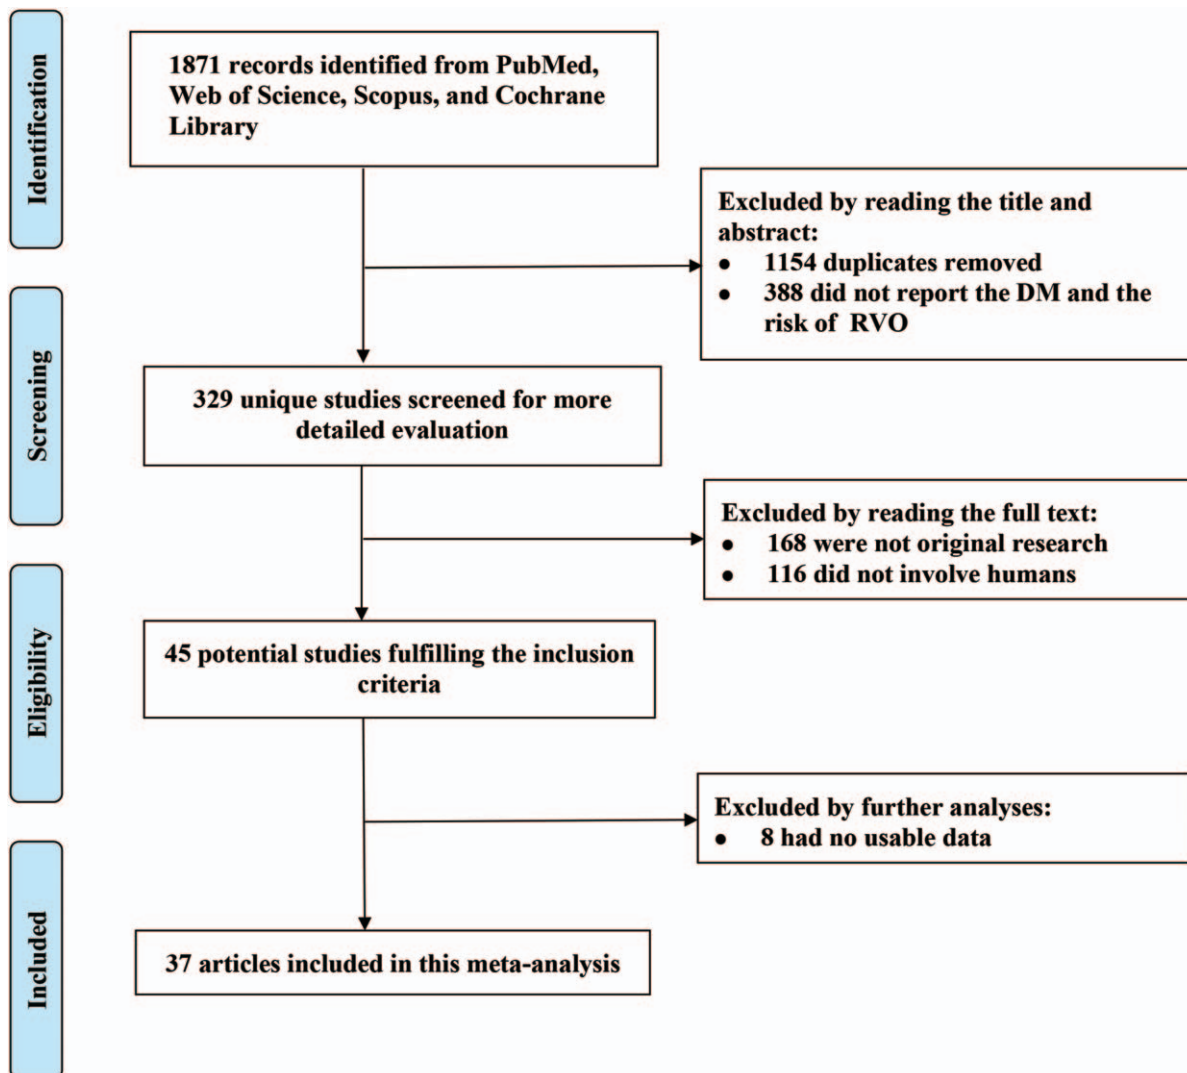 Identification
1871 records identified from PubMed,
Web of Science, Scopus, and Cochrane
Library
Excluded by reading the title and
abstract:
● 1154 duplicates removed
● 388 did not report the DM and the
risk of RVO
Screening
329 unique studies screened for more
detailed evaluation
Excluded by reading the full text:
● 168 were not original research
● 116 did not involve humans
Eligibility
45 potential studies fulfilling the inclusion
criteria
Excluded by further analyses:
● 8 had no usable data
Included
37 articles included in this meta-analysis